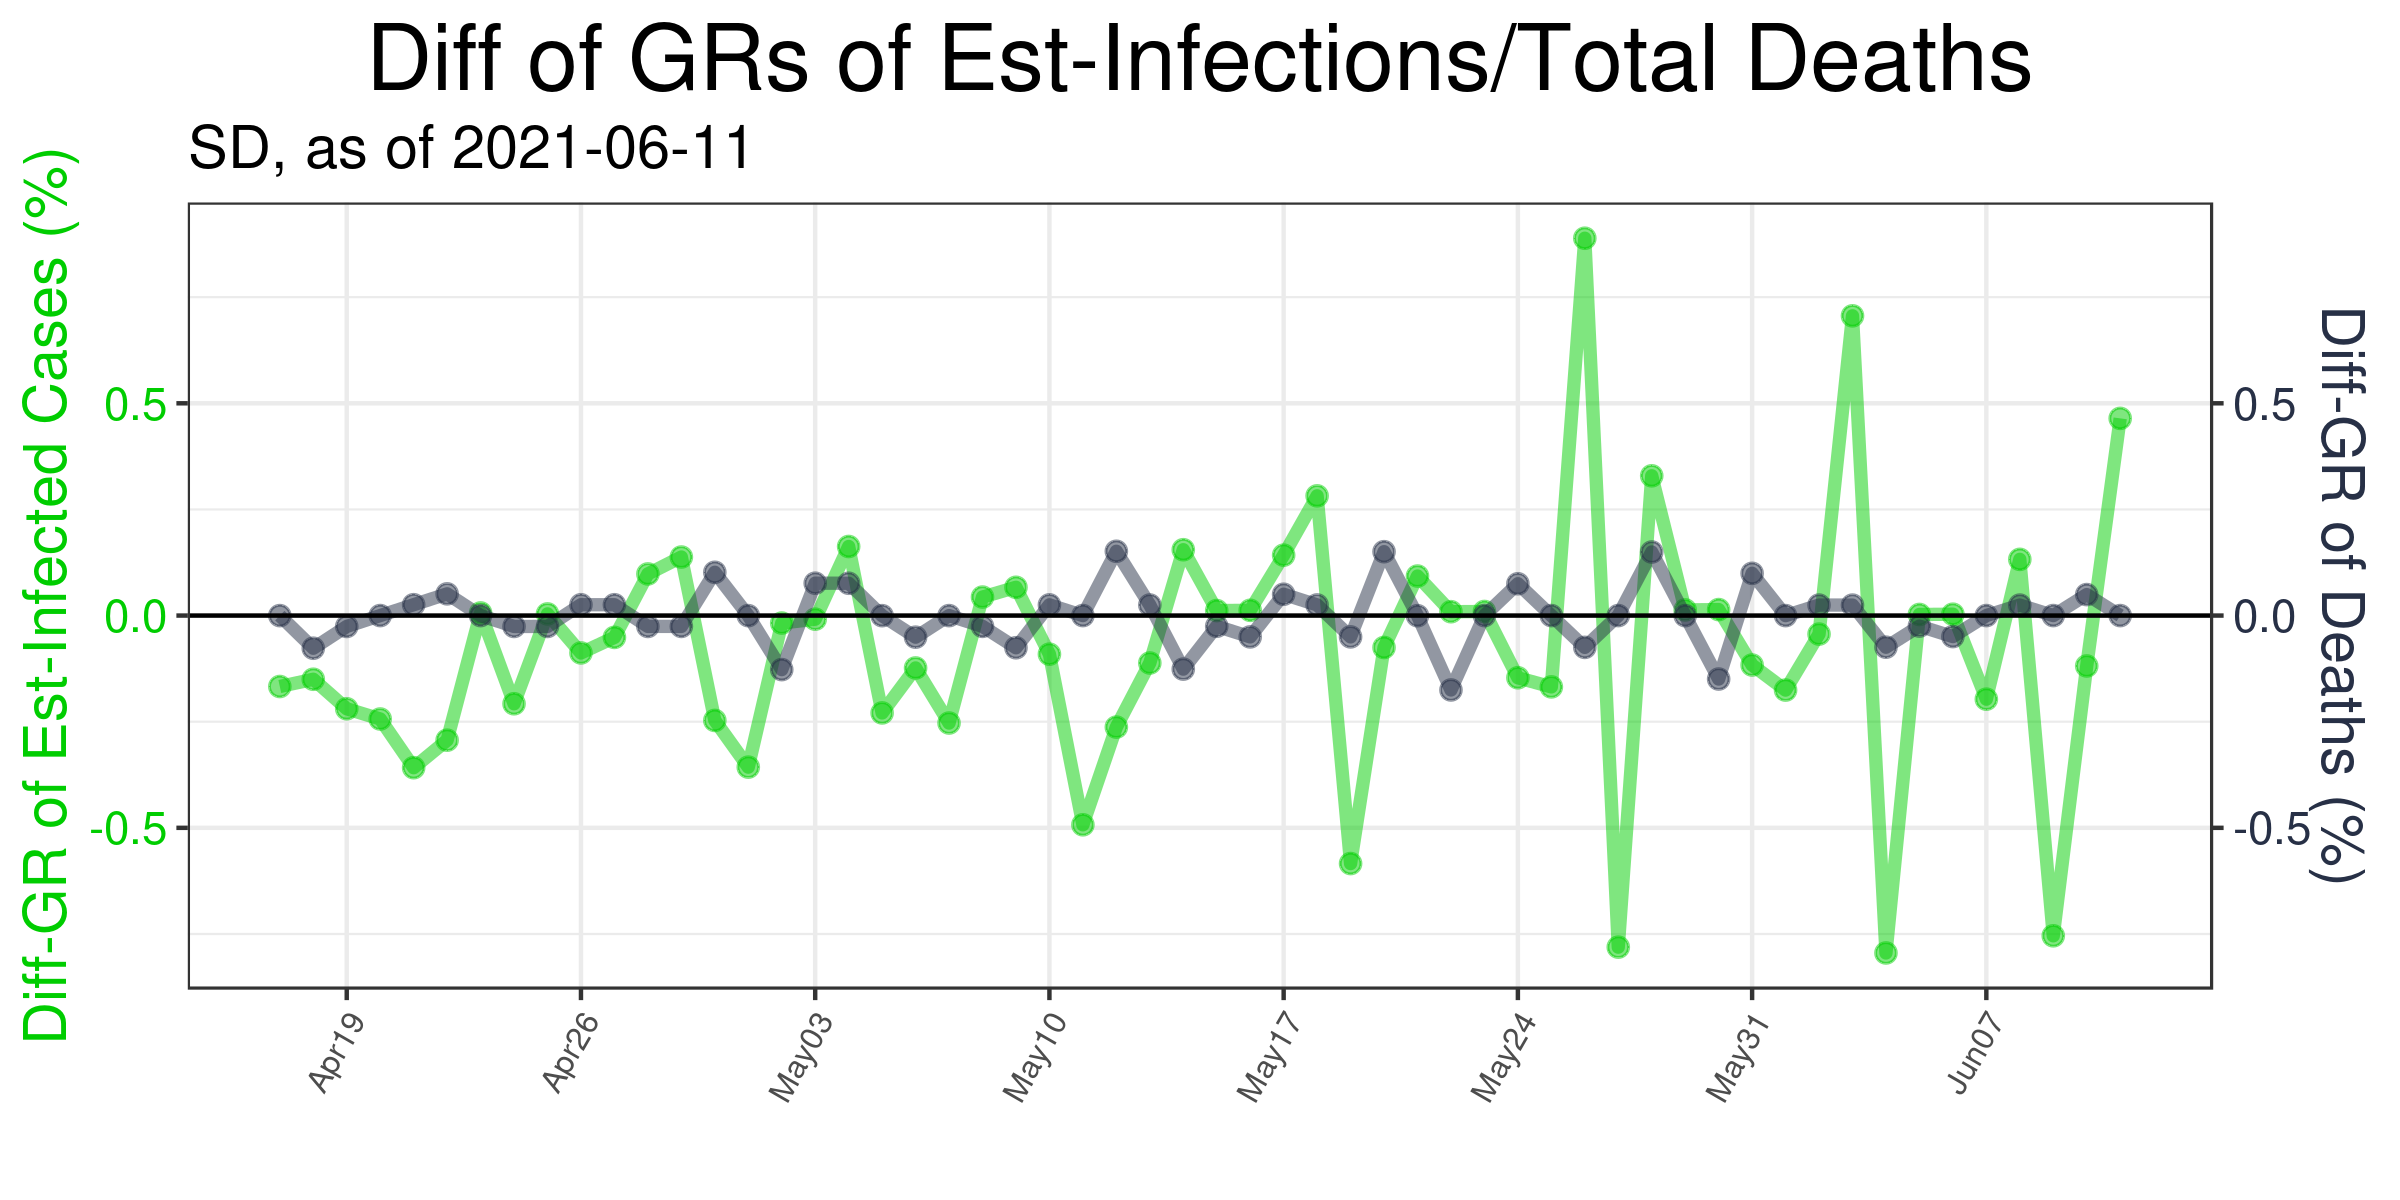 Diff of GRs of Est-Infections/Total Deaths
SD, as of 2021-06-11
Diff-GR of Est-Infected Cases (%)
0.5
0.0
-0.5
0.5
0.0
-0.5
Diff-GR of Deaths (%)
Apr19
Apr26
May03
May10
May17
May24
May31
Jun07